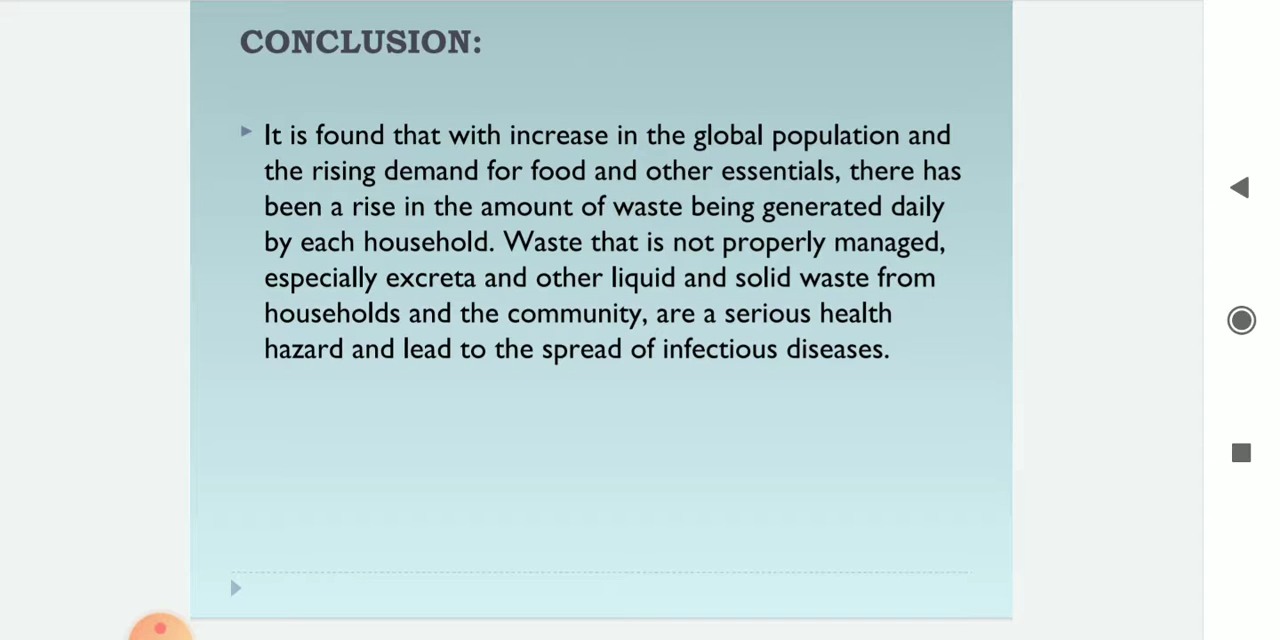 CONCLUSION:
It is found that with increase in the global population and
the rising demand for food and other essentials, there has
been a rise in the amount of waste being generated daily
by each household. Waste that is not properly managed,
especially excreta and other liquid and solid waste from
households and the community, are a serious health
hazard and lead to the spread of infectious diseases.